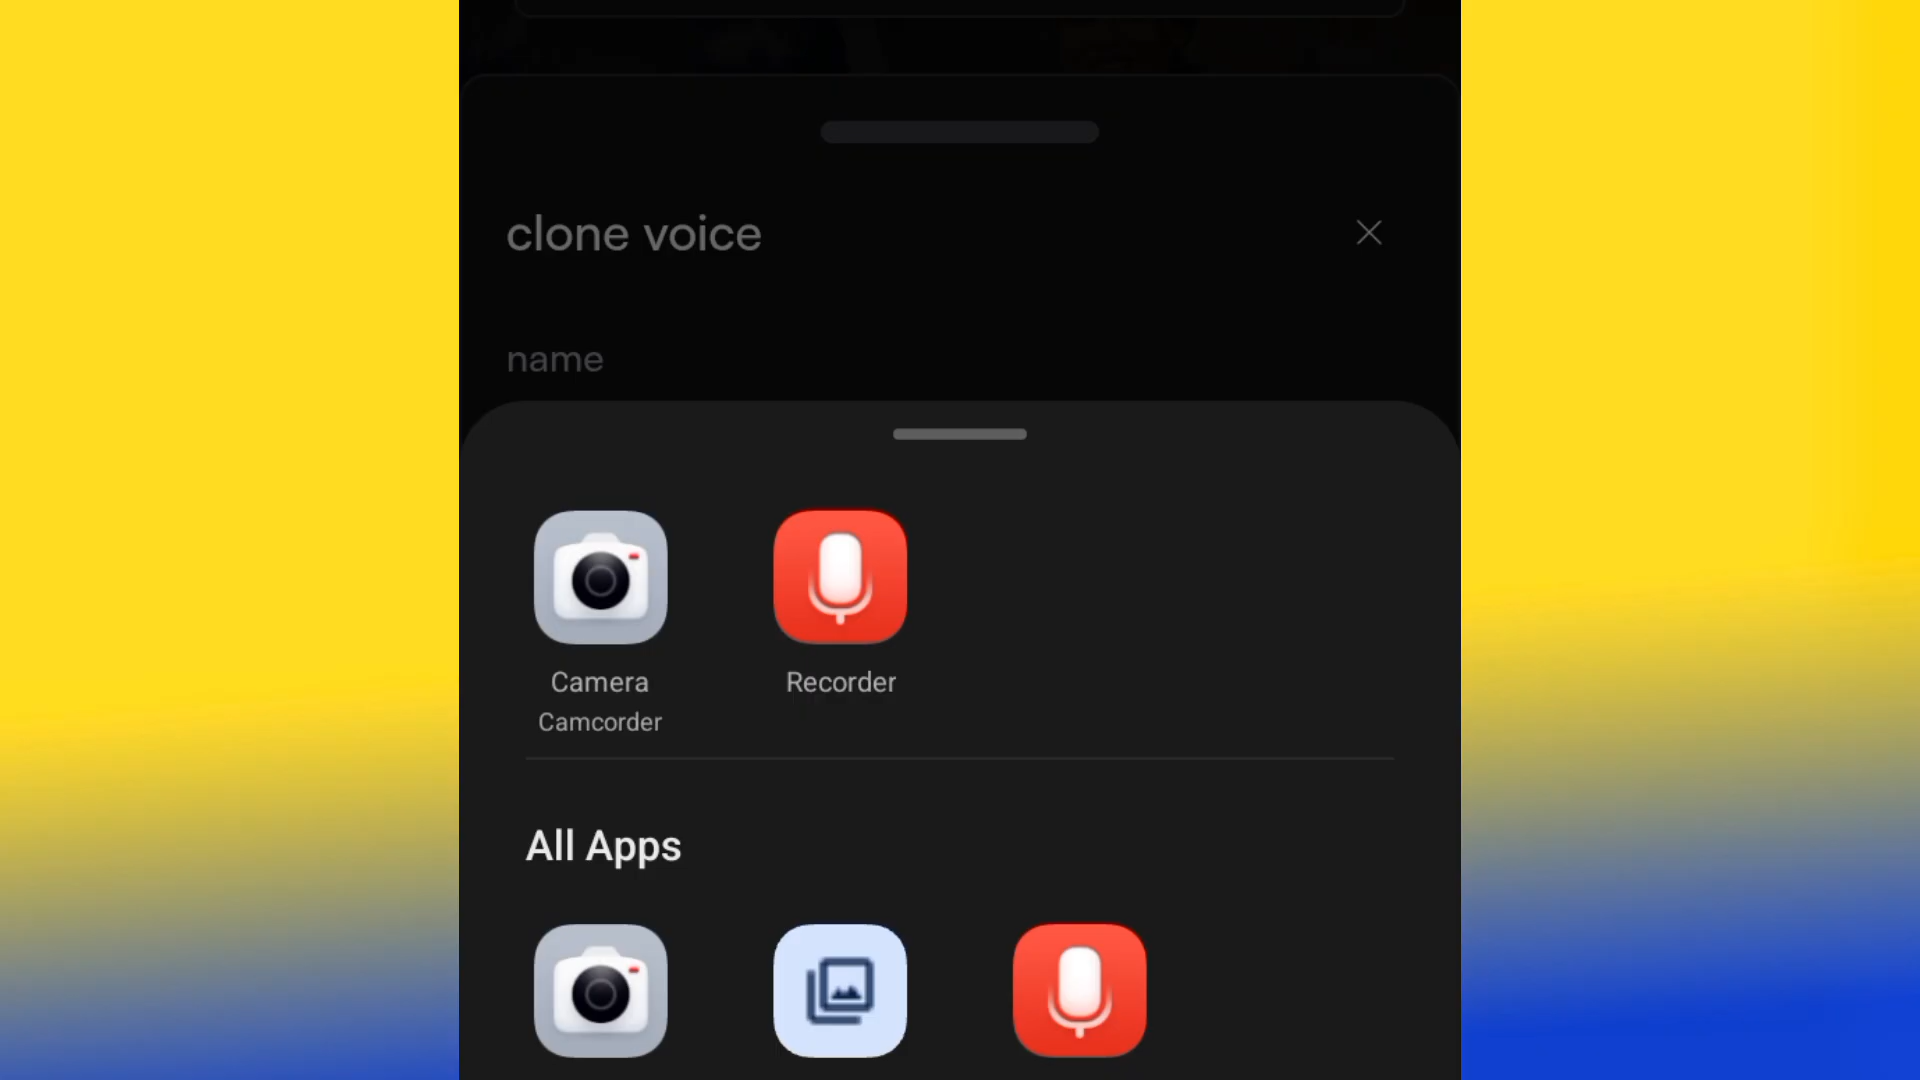 clone voice
name
Camera
Camcorder
Recorder
All Apps